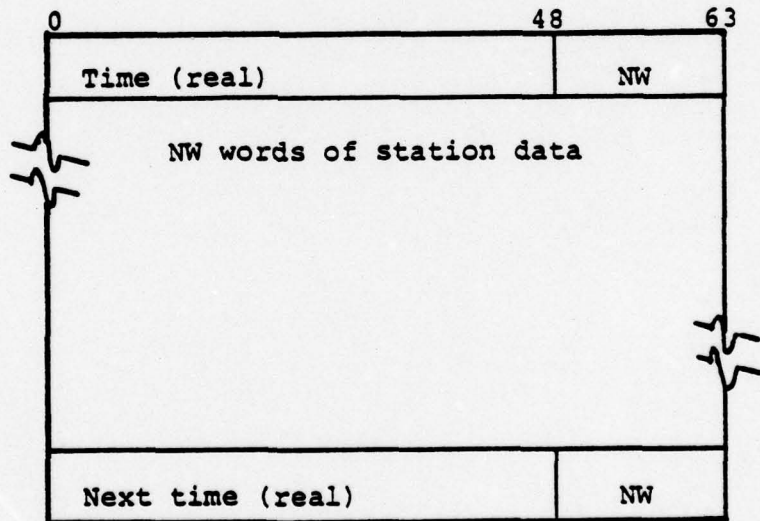 0 48 63
Time (real) NW
NW words of station data
Next time (real) NW